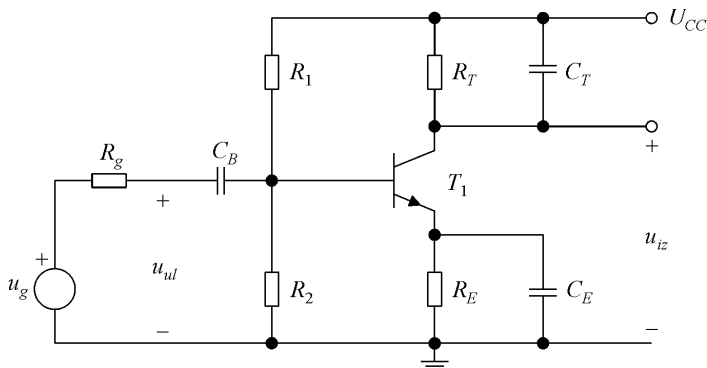 U_CC
R_1
R_T
C_T
+
R_g
C_B
T_1
+
+
u_g
u_ul
u_iz
R_2
R_E
C_E
−
−